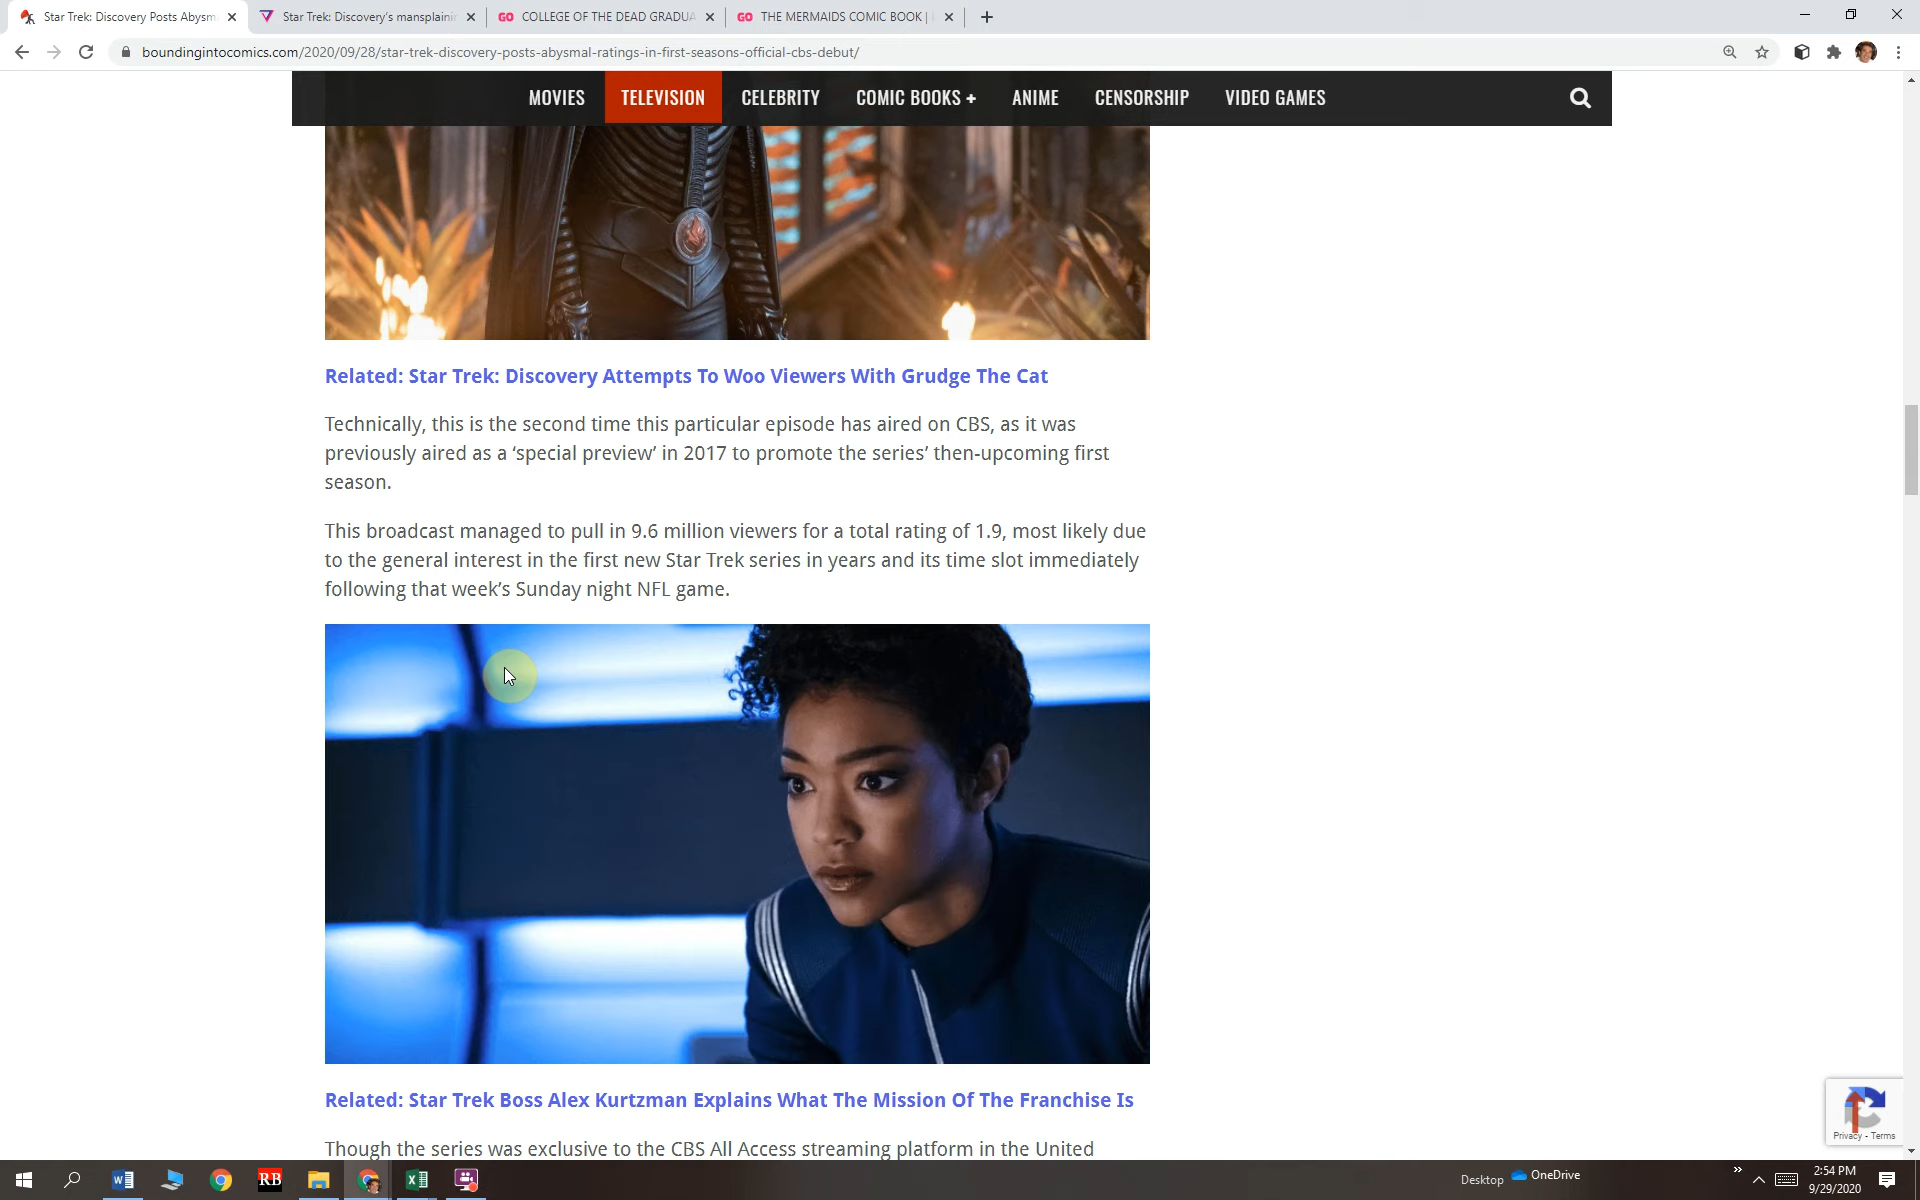 Star Trek: Discovery Posts Abysm
Star Trek: Discovery's mansplainin
GO COLLEGE OF THE DEAD GRADUA
GO THE MERMAIDS COMIC BOOK |
boundingintocomics.com/2020/09/28/star-trek-discovery-posts-abysmal-ratings-in-first-seasons-official-cbs-debut/
MOVIES TELEVISION CELEBRITY COMIC BOOKS + ANIME CENSORSHIP VIDEO GAMES
Related: Star Trek: Discovery Attempts To Woo Viewers With Grudge The Cat
Technically, this is the second time this particular episode has aired on CBS, as it was
previously aired as a ‘special preview’ in 2017 to promote the series’ then-upcoming first
season.
This broadcast managed to pull in 9.6 million viewers for a total rating of 1.9, most likely due
to the general interest in the first new Star Trek series in years and its time slot immediately
following that week’s Sunday night NFL game.
Related: Star Trek Boss Alex Kurtzman Explains What The Mission Of The Franchise Is
Though the series was exclusive to the CBS All Access streaming platform in the United
Privacy - Terms
RB
Desktop
OneDrive
2:54 PM
9/29/2020